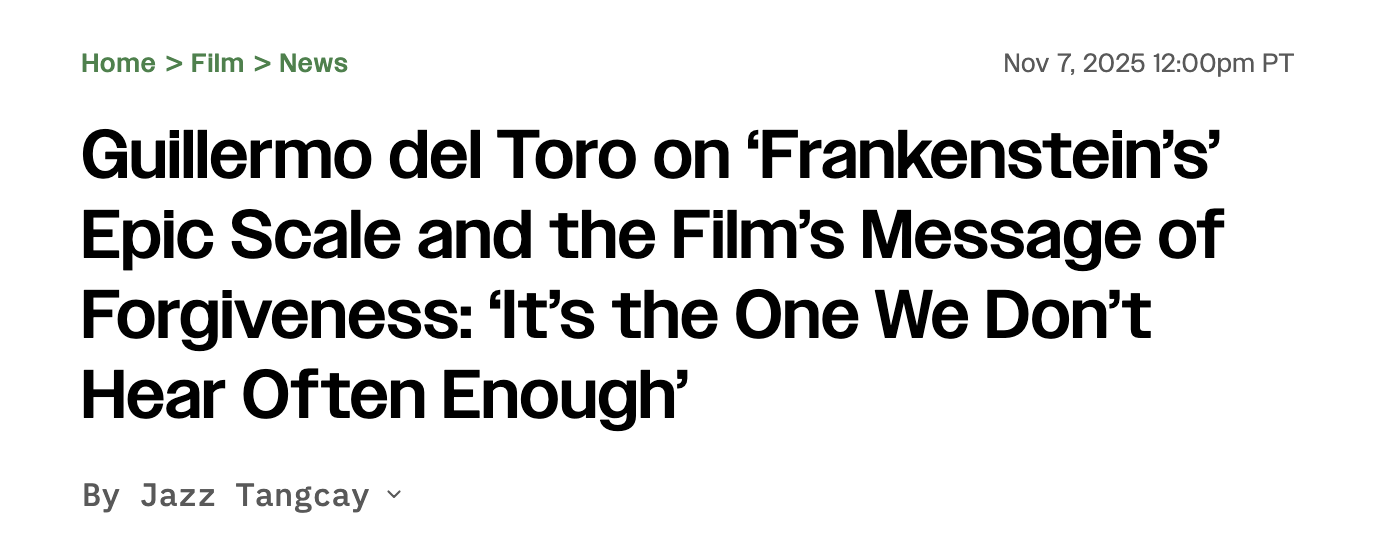 Home > Film > News
Nov 7, 2025 12:00pm PT
Guillermo del Toro on ‘Frankenstein’s’
Epic Scale and the Film’s Message of
Forgiveness: ‘It’s the One We Don’t
Hear Often Enough’
By Jazz Tangcay